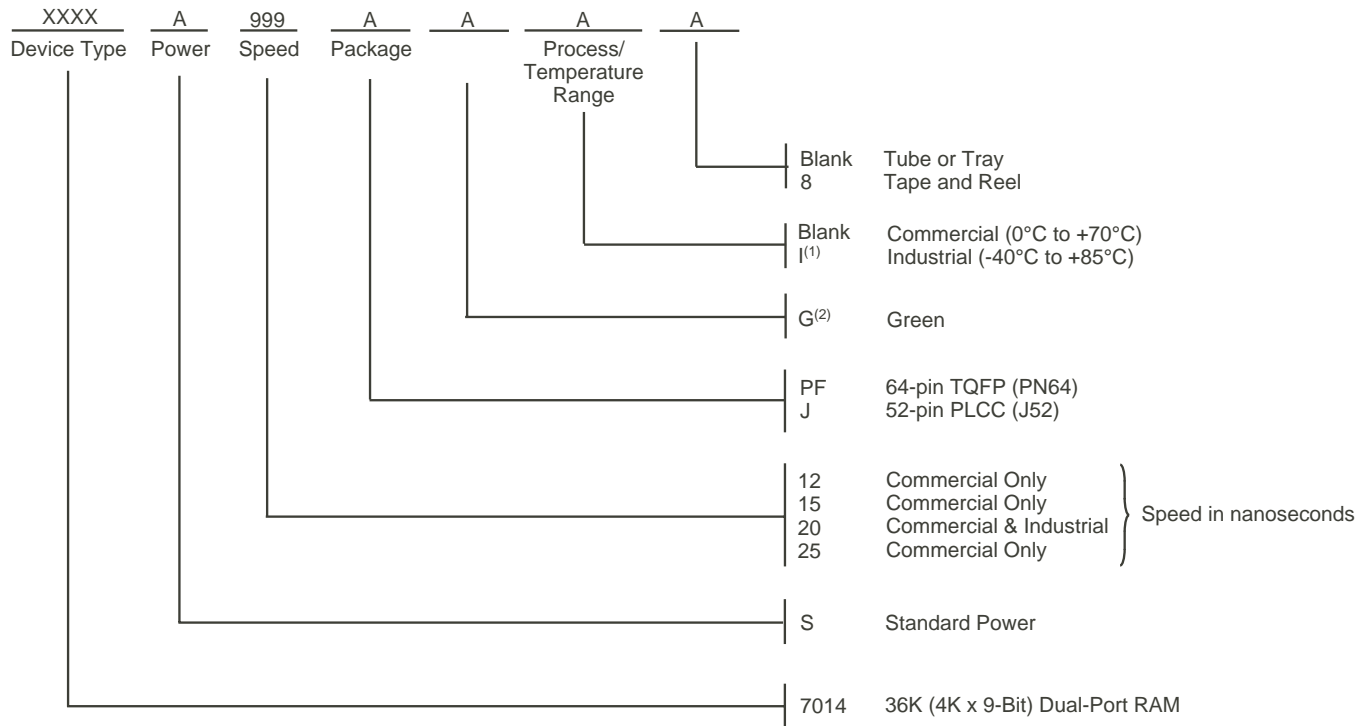 XXXX A 999 A A A A
Device Type Power Speed Package Process/
Temperature
Range
Blank Tube or Tray
8 Tape and Reel
Blank Commercial (0°C to +70°C)
I(1) Industrial (-40°C to +85°C)
G(2) Green
PF 64-pin TQFP (PN64)
J 52-pin PLCC (J52)
12 Commercial Only
15 Commercial Only
20 Commercial & Industrial
25 Commercial Only
Speed in nanoseconds
S Standard Power
7014 36K (4K x 9-Bit) Dual-Port RAM